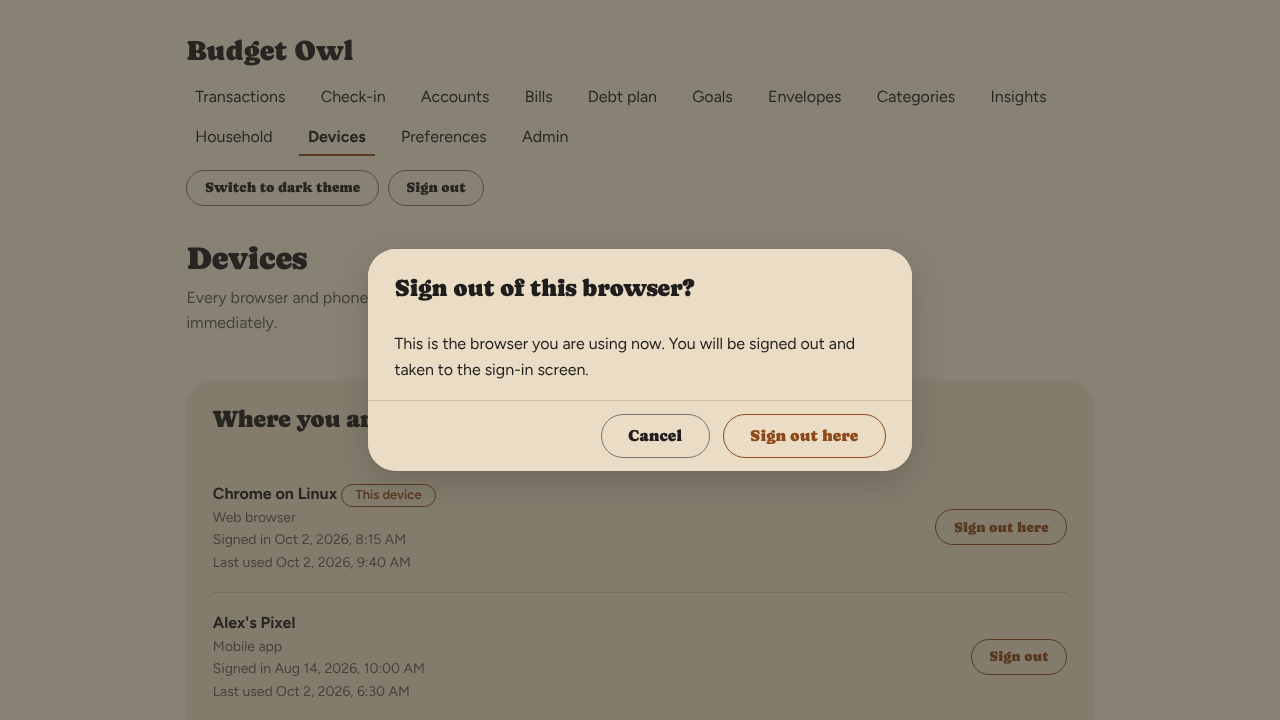 Budget Owl
Transactions Check-in Accounts Bills Debt plan Goals Envelopes Categories Insights
Household Devices Preferences Admin
Switch to dark theme Sign out
Devices
Every browser and phone
immediately.
Sign out of this browser?
This is the browser you are using now. You will be signed out and
taken to the sign-in screen.
Cancel Sign out here
Where you
Chrome on Linux This device
Web browser
Signed in Oct 2, 2026, 8:15 AM
Last used Oct 2, 2026, 9:40 AM
Sign out here
Alex's Pixel
Mobile app
Signed in Aug 14, 2026, 10:00 AM
Last used Oct 2, 2026, 6:30 AM
Sign out